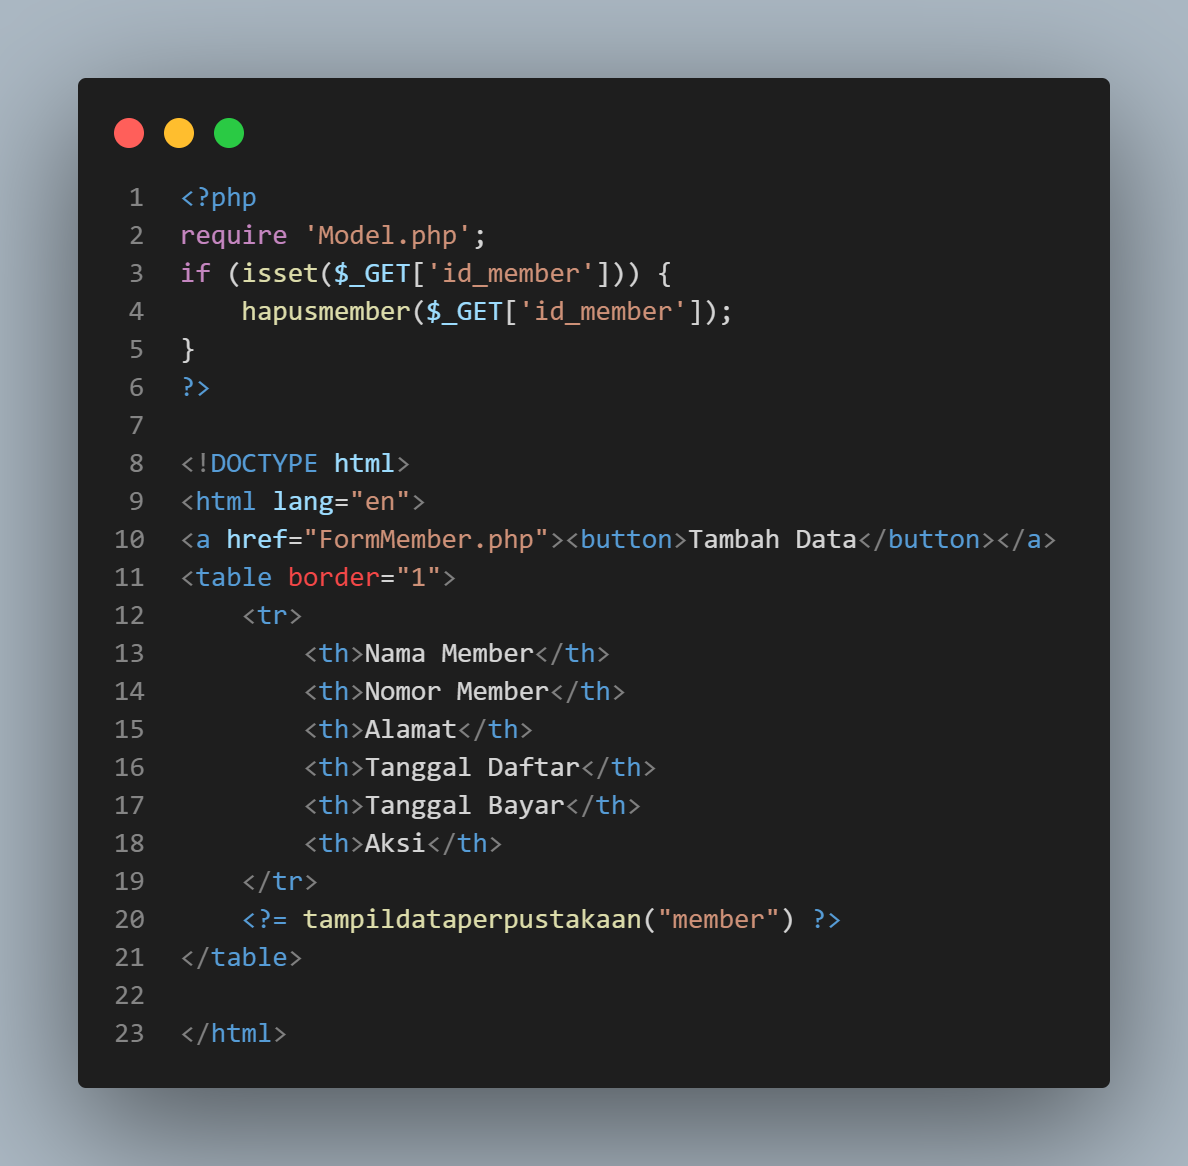 1 <?php
2 require 'Model.php';
3 if (isset($_GET['id_member'])) {
4     hapusmember($_GET['id_member']);
5 }
6 ?>
7
8 <!DOCTYPE html>
9 <html lang="en">
10 <a href="FormMember.php"><button>Tambah Data</button></a>
11 <table border="1">
12     <tr>
13         <th>Nama Member</th>
14         <th>Nomor Member</th>
15         <th>Alamat</th>
16         <th>Tanggal Daftar</th>
17         <th>Tanggal Bayar</th>
18         <th>Aksi</th>
19     </tr>
20     <?= tampildataperpustakaan("member") ?>
21 </table>
22
23 </html>